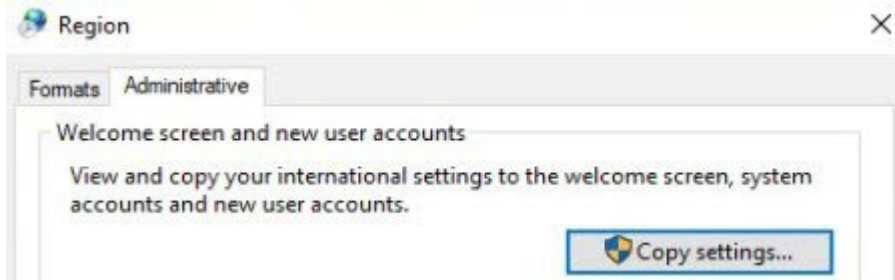 Region
Formats Administrative
Welcome screen and new user accounts
View and copy your international settings to the welcome screen, system
accounts and new user accounts.
Copy settings...